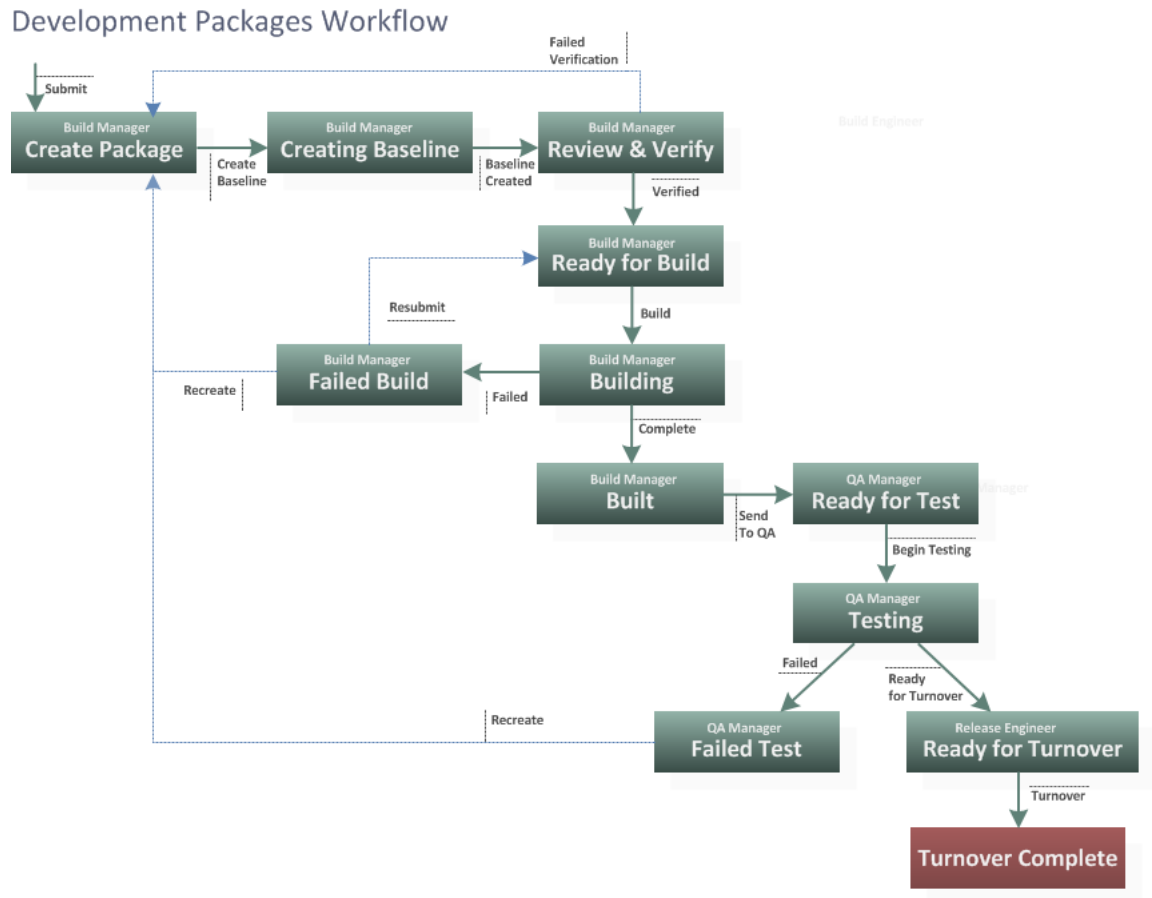 Development Packages Workflow
Failed
Verification
Submit
Build Manager
Create Package
Create
Baseline
Build Manager
Creating Baseline
Baseline
Created
Build Manager
Review & Verify
Build Engineer
Verified
Build Manager
Ready for Build
Resubmit
Build
Build Manager
Failed Build
Recreate
Failed
Build Manager
Building
Complete
Build Manager
Built
Send
To QA
QA Manager
Ready for Test
Manager
Begin Testing
QA Manager
Testing
Failed
Ready
for Turnover
Recreate
QA Manager
Failed Test
Release Engineer
Ready for Turnover
Turnover
Turnover Complete